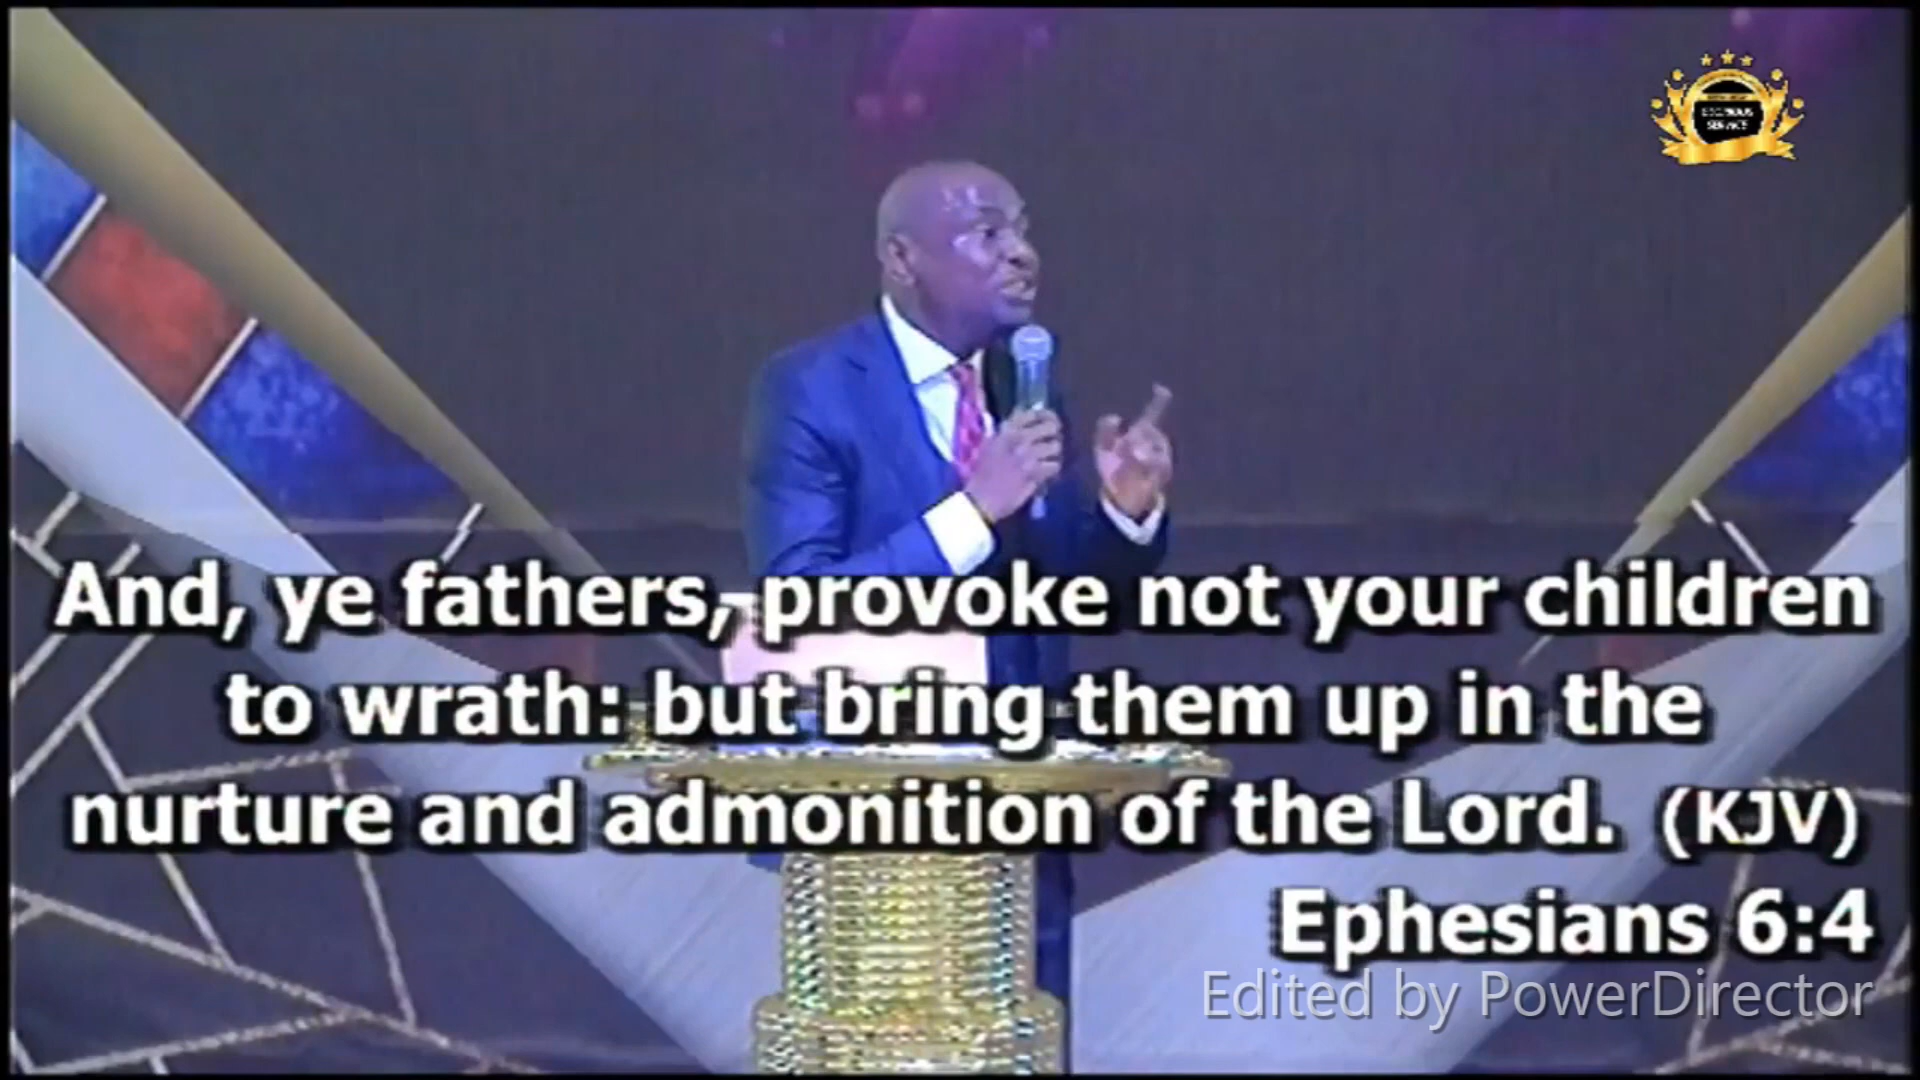 SERVICE
And, ye fathers, provoke not your children
to wrath: but bring them up in the
nurture and admonition of the Lord. (KJV)
Ephesians 6:4
Edited by PowerDirector